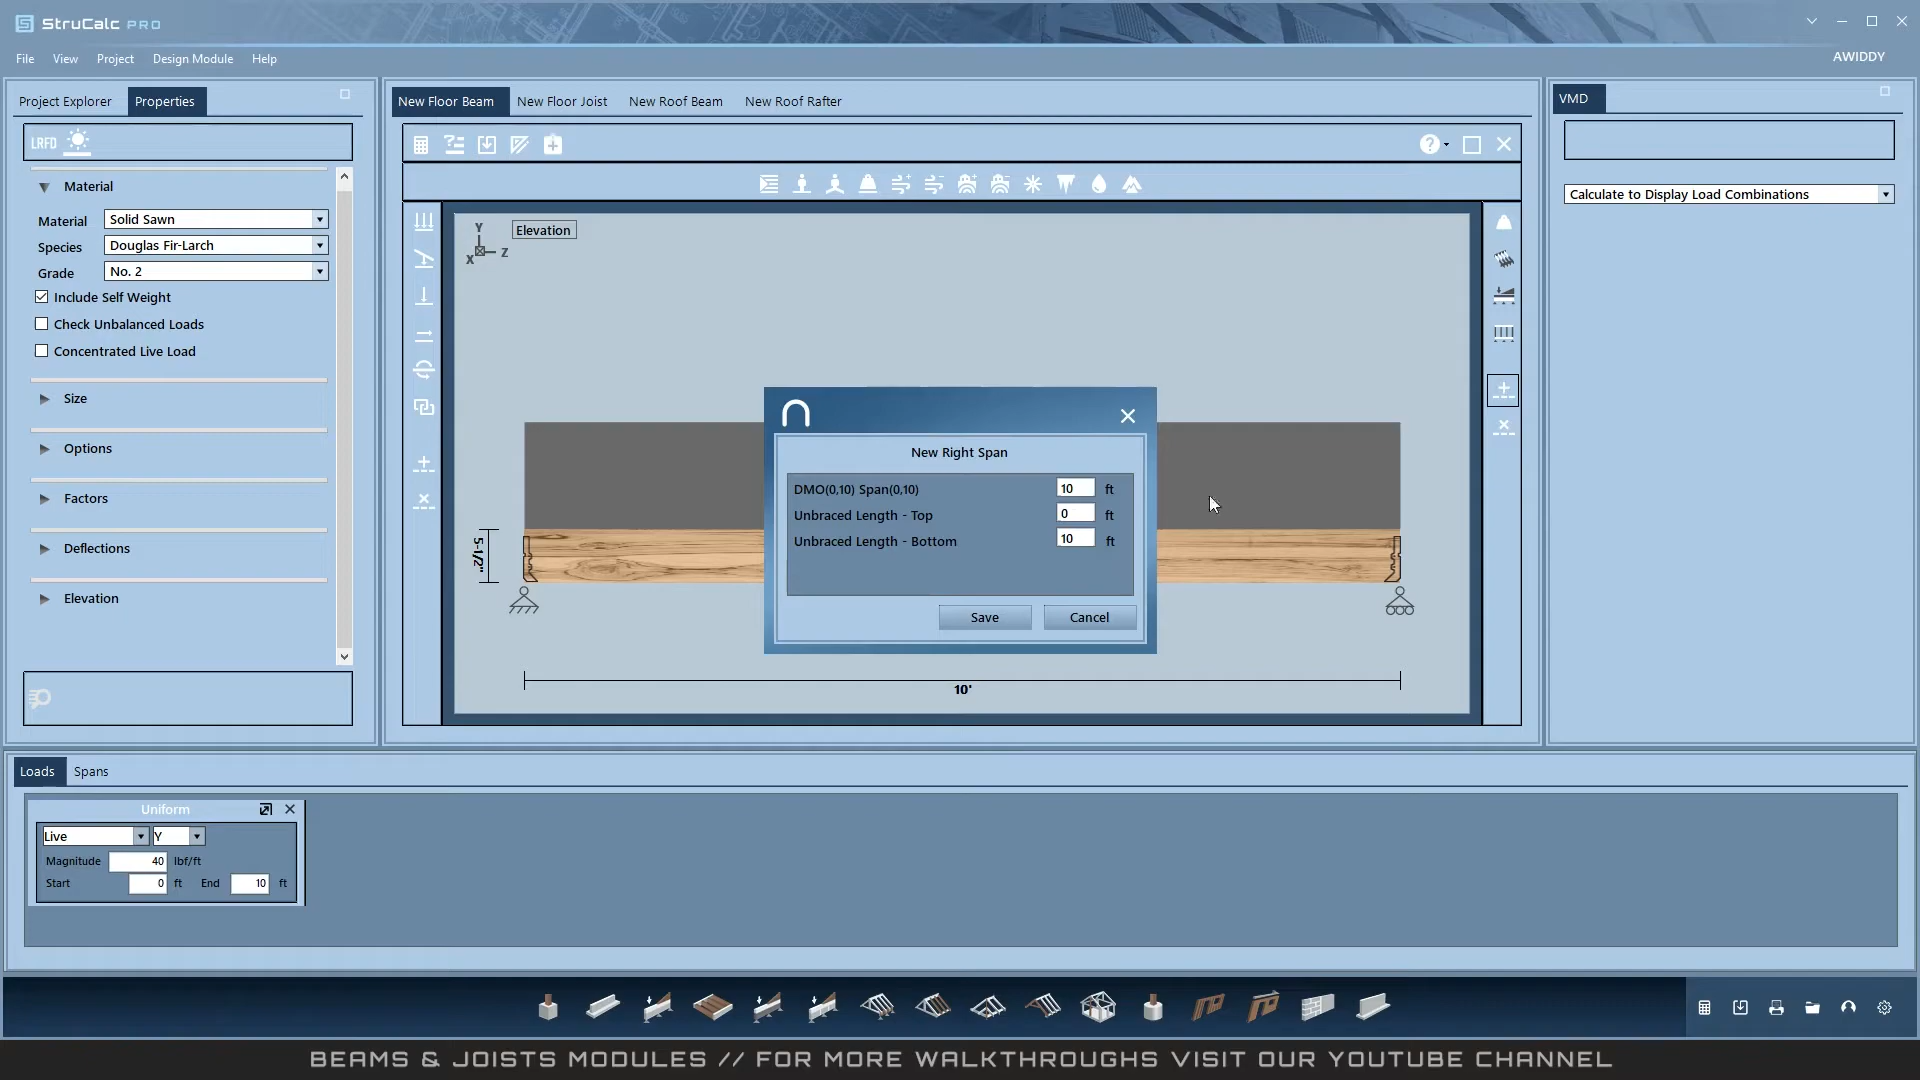 StruCalc PRO
File View Project Design Module Help
AWIDDY
Project Explorer Properties
New Floor Beam New Floor Joist New Roof Beam New Roof Rafter
VMD
LRFD
Material
Material Solid Sawn
Species Douglas Fir-Larch
Grade No. 2
Include Self Weight
Check Unbalanced Loads
Concentrated Live Load
Size
Options
Factors
Deflections
Elevation
Y
X Z
Elevation
5-1/2"
10'
New Right Span
DMO(0,10) Span(0,10) 10 ft
Unbraced Length - Top 0 ft
Unbraced Length - Bottom 10 ft
Save Cancel
Calculate to Display Load Combinations
Loads Spans
Uniform
Live Y
Magnitude 40 lbf/ft
Start 0 ft End 10 ft
BEAMS & JOISTS MODULES // FOR MORE WALKTHROUGHS VISIT OUR YOUTUBE CHANNEL